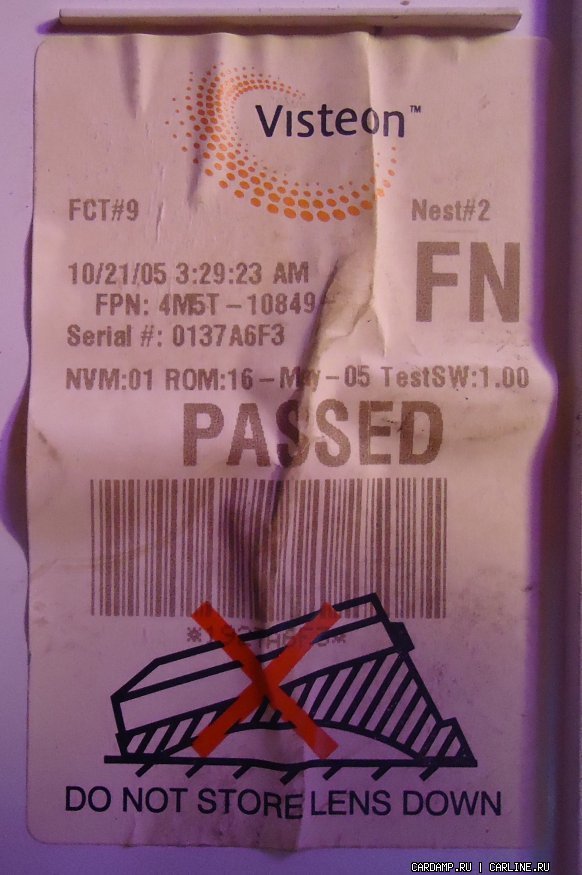 Visteon™
FCT#9 Nest#2
FN
10/21/05 3:29:23 AM
FPN: 4M5T-10849-
Serial #: 0137A6F3
NVM:01 ROM:16-May-05 TestSW:1.00
PASSED
DO NOT STORE LENS DOWN
CARDAMP.RU | CARLINE.RU